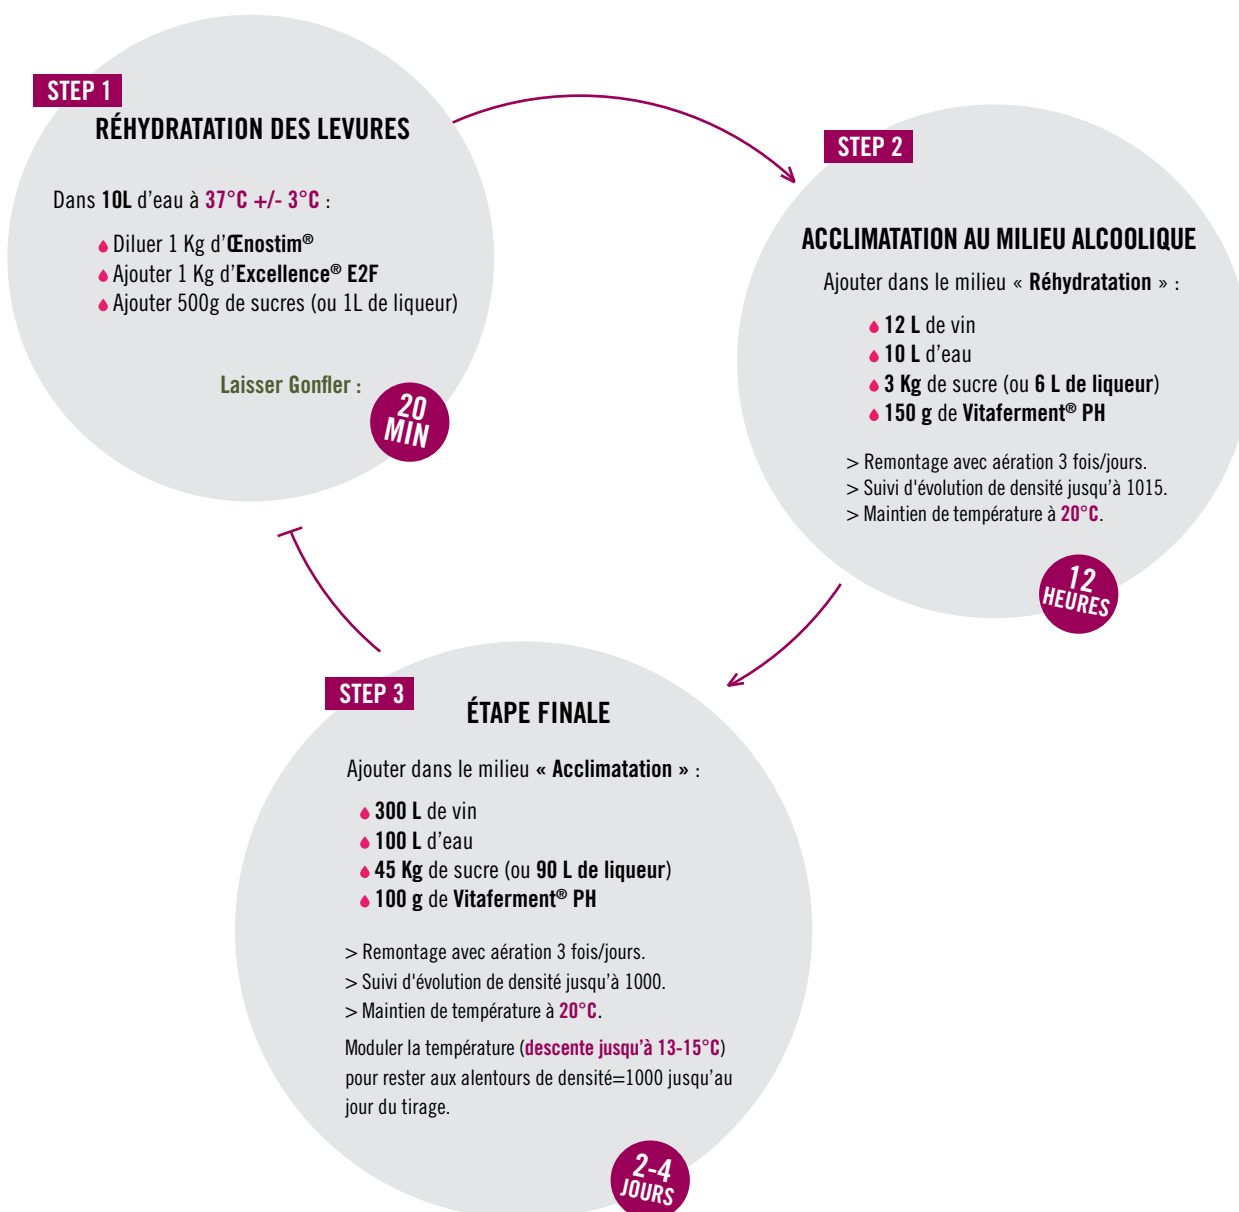 STEP 1
RÉHYDRATATION DES LEVURES
Dans 10L d’eau à 37°C +/- 3°C :
Diluer 1 Kg d’Œnostim®
Ajouter 1 Kg d’Excellence® E2F
Ajouter 500g de sucres (ou 1L de liqueur)
Laisser Gonfler :
20
MIN
STEP 2
ACCLIMATATION AU MILIEU ALCOOLIQUE
Ajouter dans le milieu « Réhydratation » :
12 L de vin
10 L d’eau
3 Kg de sucre (ou 6 L de liqueur)
150 g de Vitaferment® PH
> Remontage avec aération 3 fois/jours.
> Suivi d'évolution de densité jusqu’à 1015.
> Maintien de température à 20°C.
12
HEURES
STEP 3
ÉTAPE FINALE
Ajouter dans le milieu « Acclimatation » :
300 L de vin
100 L d’eau
45 Kg de sucre (ou 90 L de liqueur)
100 g de Vitaferment® PH
> Remontage avec aération 3 fois/jours.
> Suivi d'évolution de densité jusqu’à 1000.
> Maintien de température à 20°C.
Moduler la température (descente jusqu’à 13-15°C)
pour rester aux alentours de densité=1000 jusqu’au
jour du tirage.
2-4
JOURS